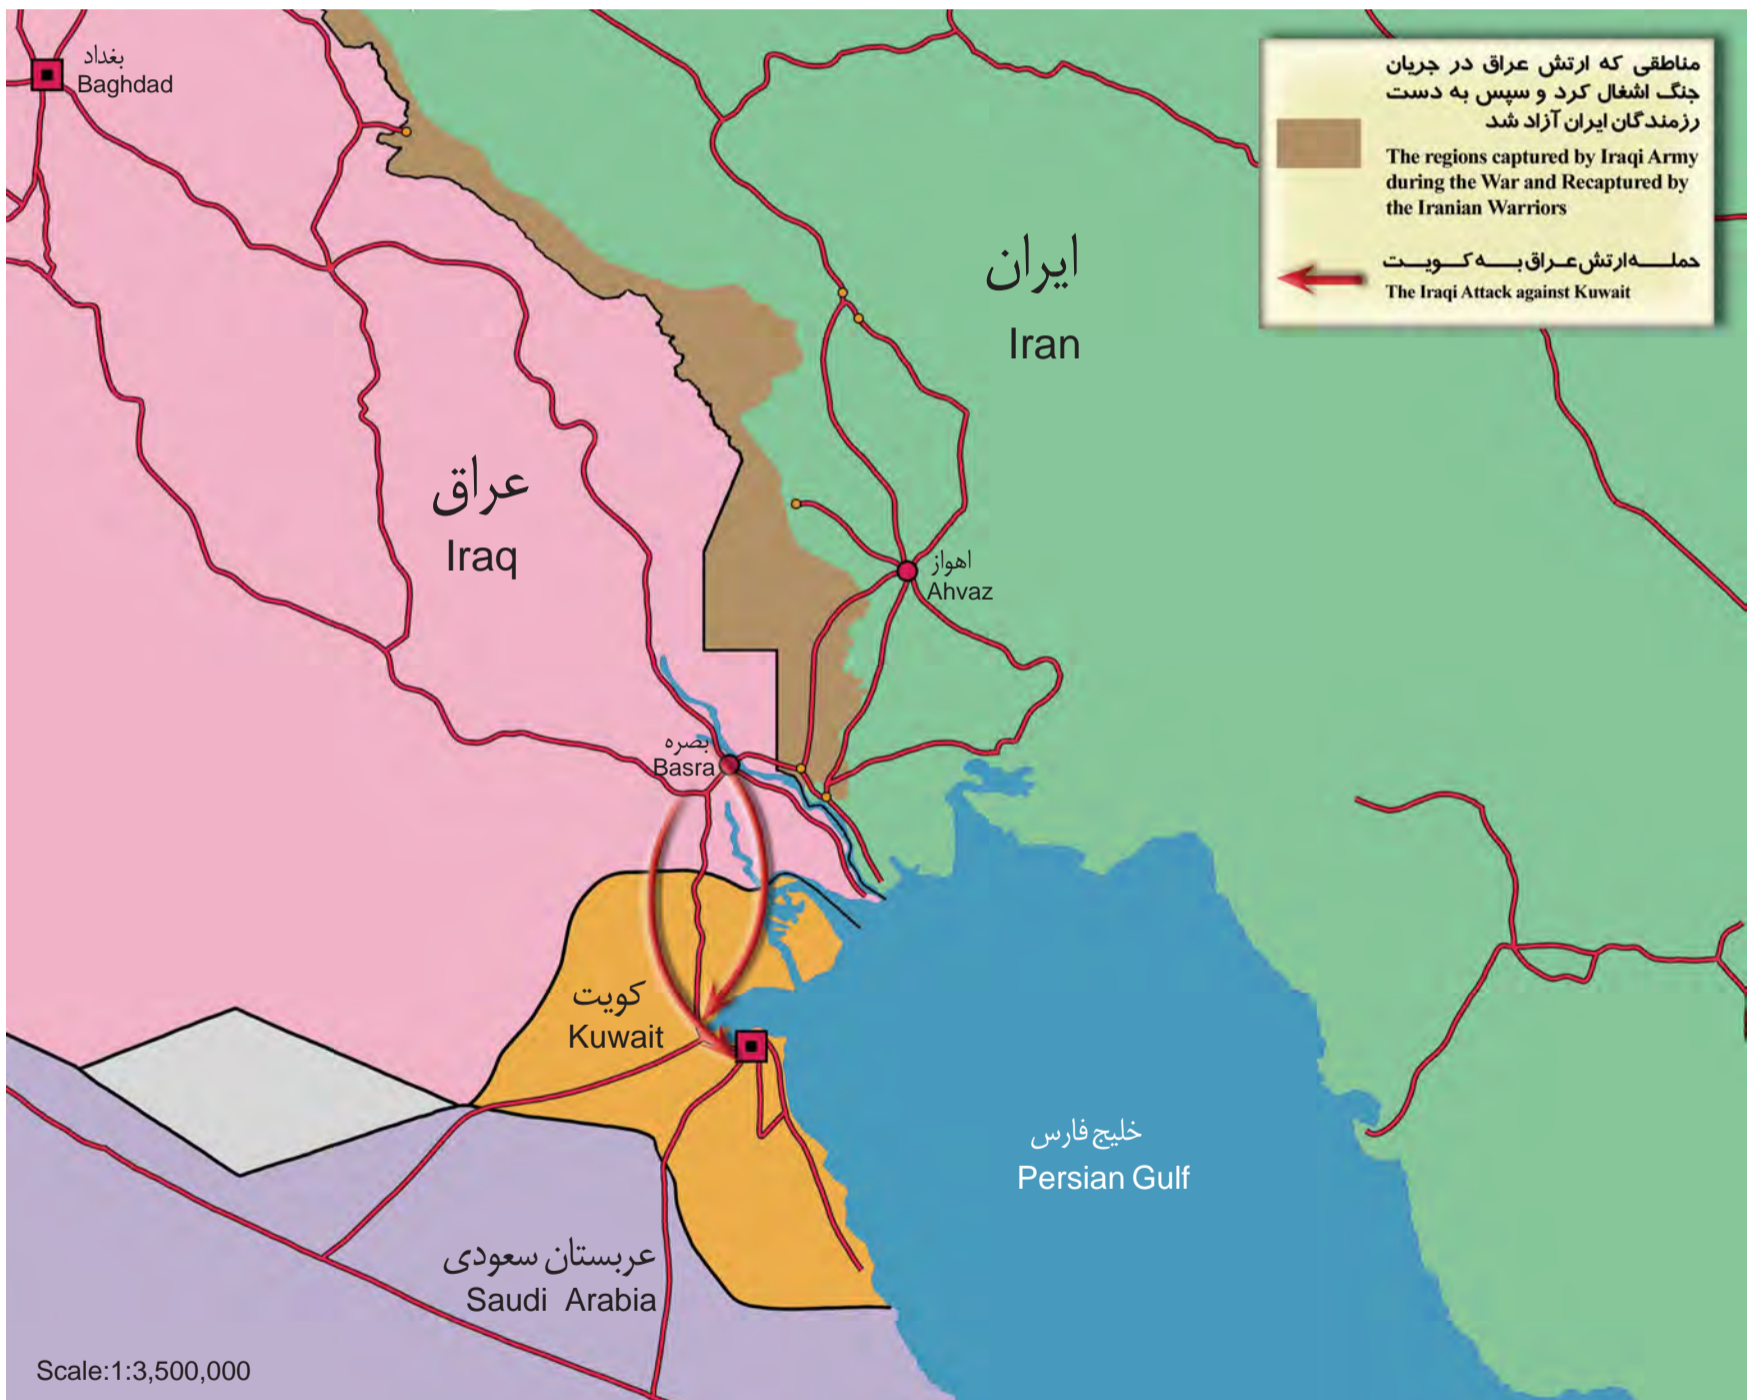 بغداد
Baghdad
مناطقی که ارتش عراق در جریان
جنگ اشغال کرد و سپس به دست
رزمندگان ایران آزاد شد
The regions captured by Iraqi Army
during the War and Recaptured by
the Iranian Warriors
حمله ارتش عراق به کویت
The Iraqi Attack against Kuwait
ایران
Iran
عراق
Iraq
اهواز
Ahvaz
بصره
Basra
کویت
Kuwait
خلیج فارس
Persian Gulf
عربستان سعودی
Saudi Arabia
Scale:1:3,500,000